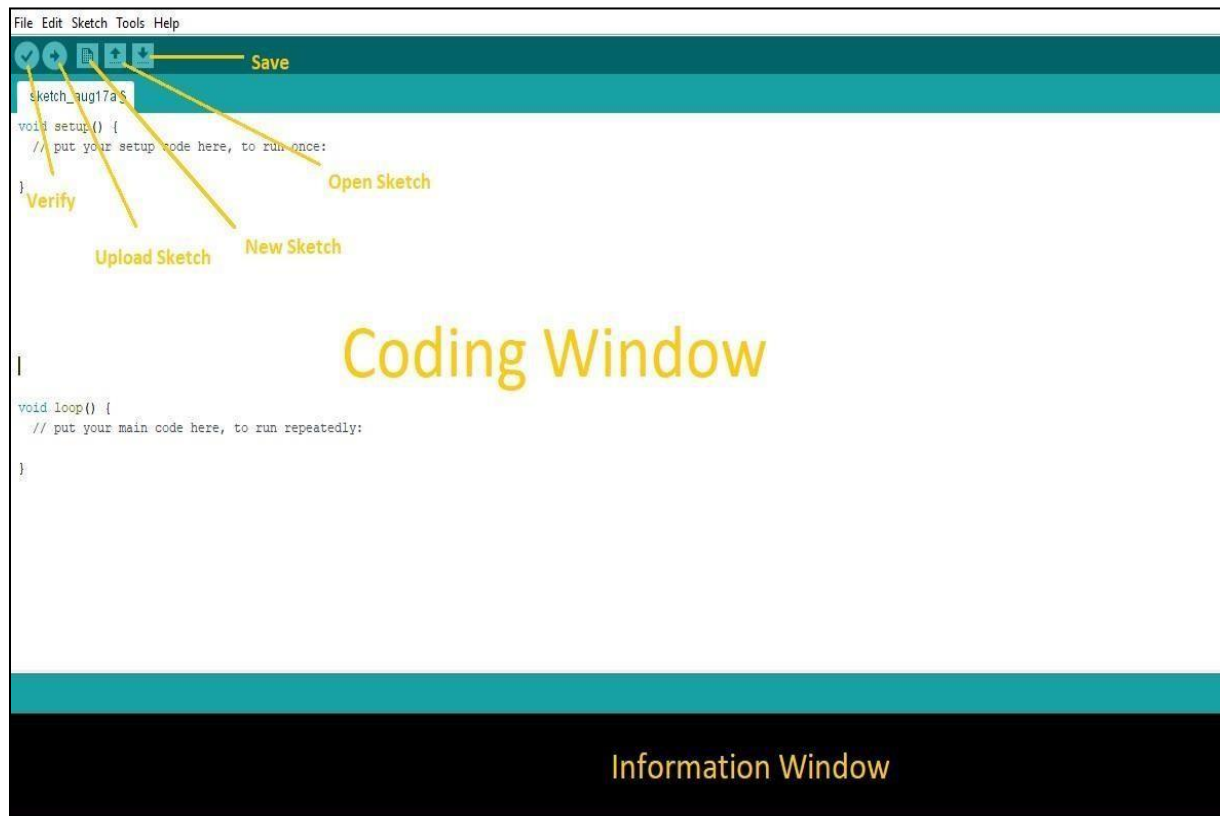 File Edit Sketch Tools Help
Save
sketch_aug17a §
void setup() {
// put your setup code here, to run once:
Open Sketch
}
Verify
New Sketch
Upload Sketch
Coding Window
void loop() {
// put your main code here, to run repeatedly:
}
Information Window